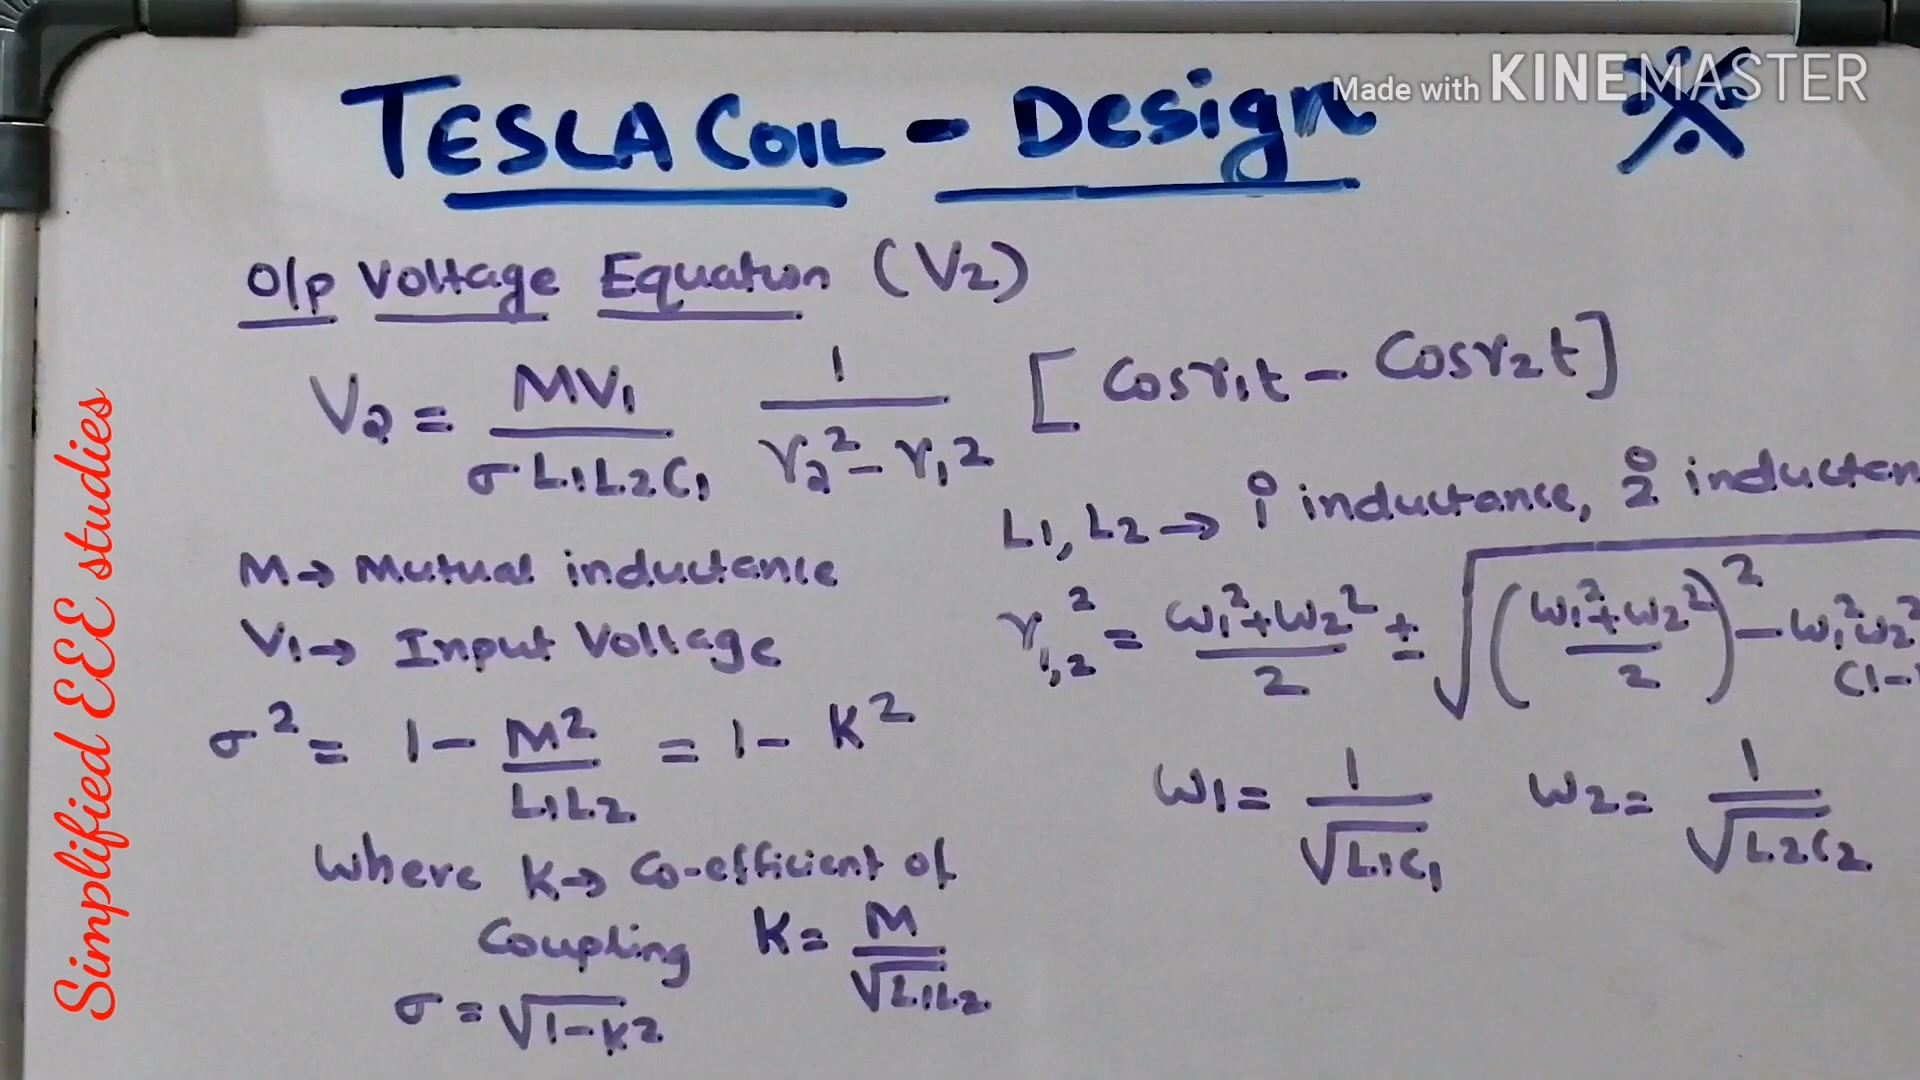 Made with KINEMASTER
TESLA COIL - Design
O/p Voltage Equation (V2)
V2 = MV1 / σ L1L2C1 1 / γ2² - γ1² [ Cosγ1t - Cosγ2t ]
L1, L2 → 1° inductance, 2° inductan
M → Mutual inductance
V1 → Input Voltage
γ1,2² = ω1²+ω2² / 2 ± √( (ω1²+ω2² / 2)² - ω1²ω2² (1-
σ² = 1 - M² / L1L2 = 1 - K²
ω1 = 1 / √L1C1 ω2 = 1 / √L2C2
Where K → Co-efficient of
Coupling K = M / √L1L2
σ = √1-K2
Simplified EEE studies